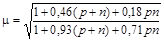 μ = √((1+0,46(p+n)+0,18pn)/(1+0,93(p+n)+0,71pn))